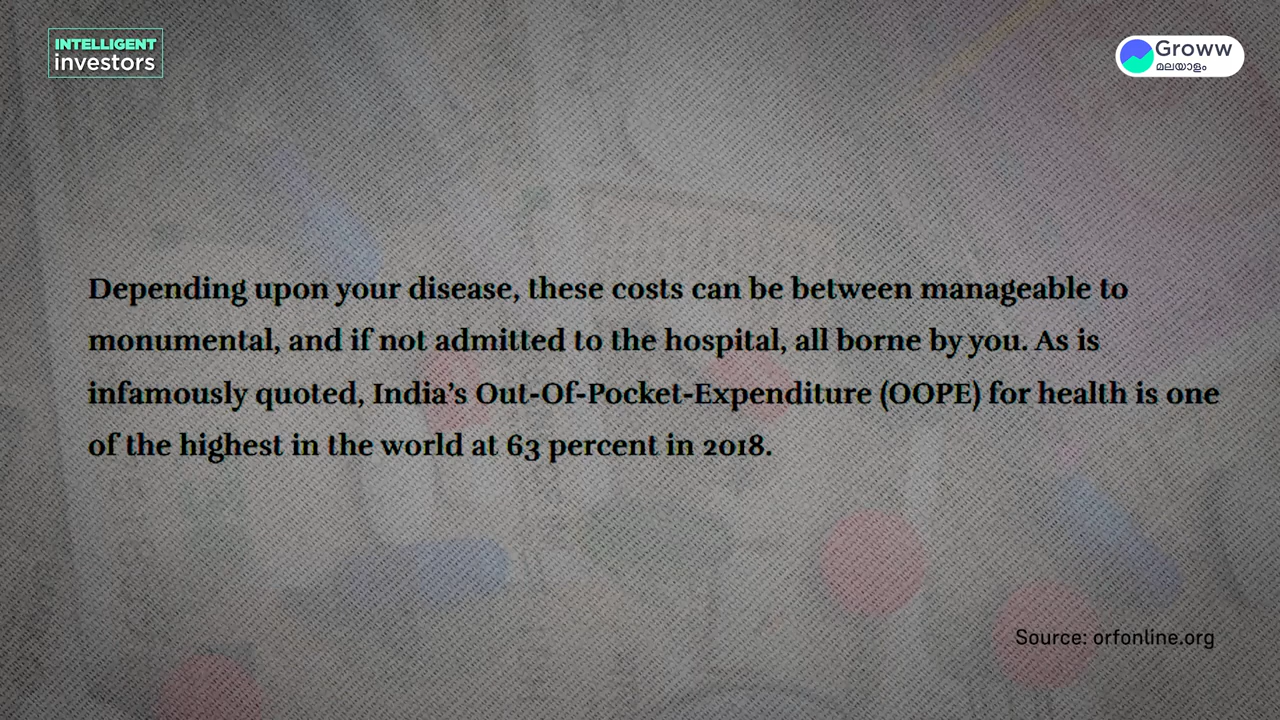 INTELLIGENT
investors
Groww
മലയാളം
Depending upon your disease, these costs can be between manageable to
monumental, and if not admitted to the hospital, all borne by you. As is
infamously quoted, India’s Out-Of-Pocket-Expenditure (OOPE) for health is one
of the highest in the world at 63 percent in 2018.
Source: orfonline.org